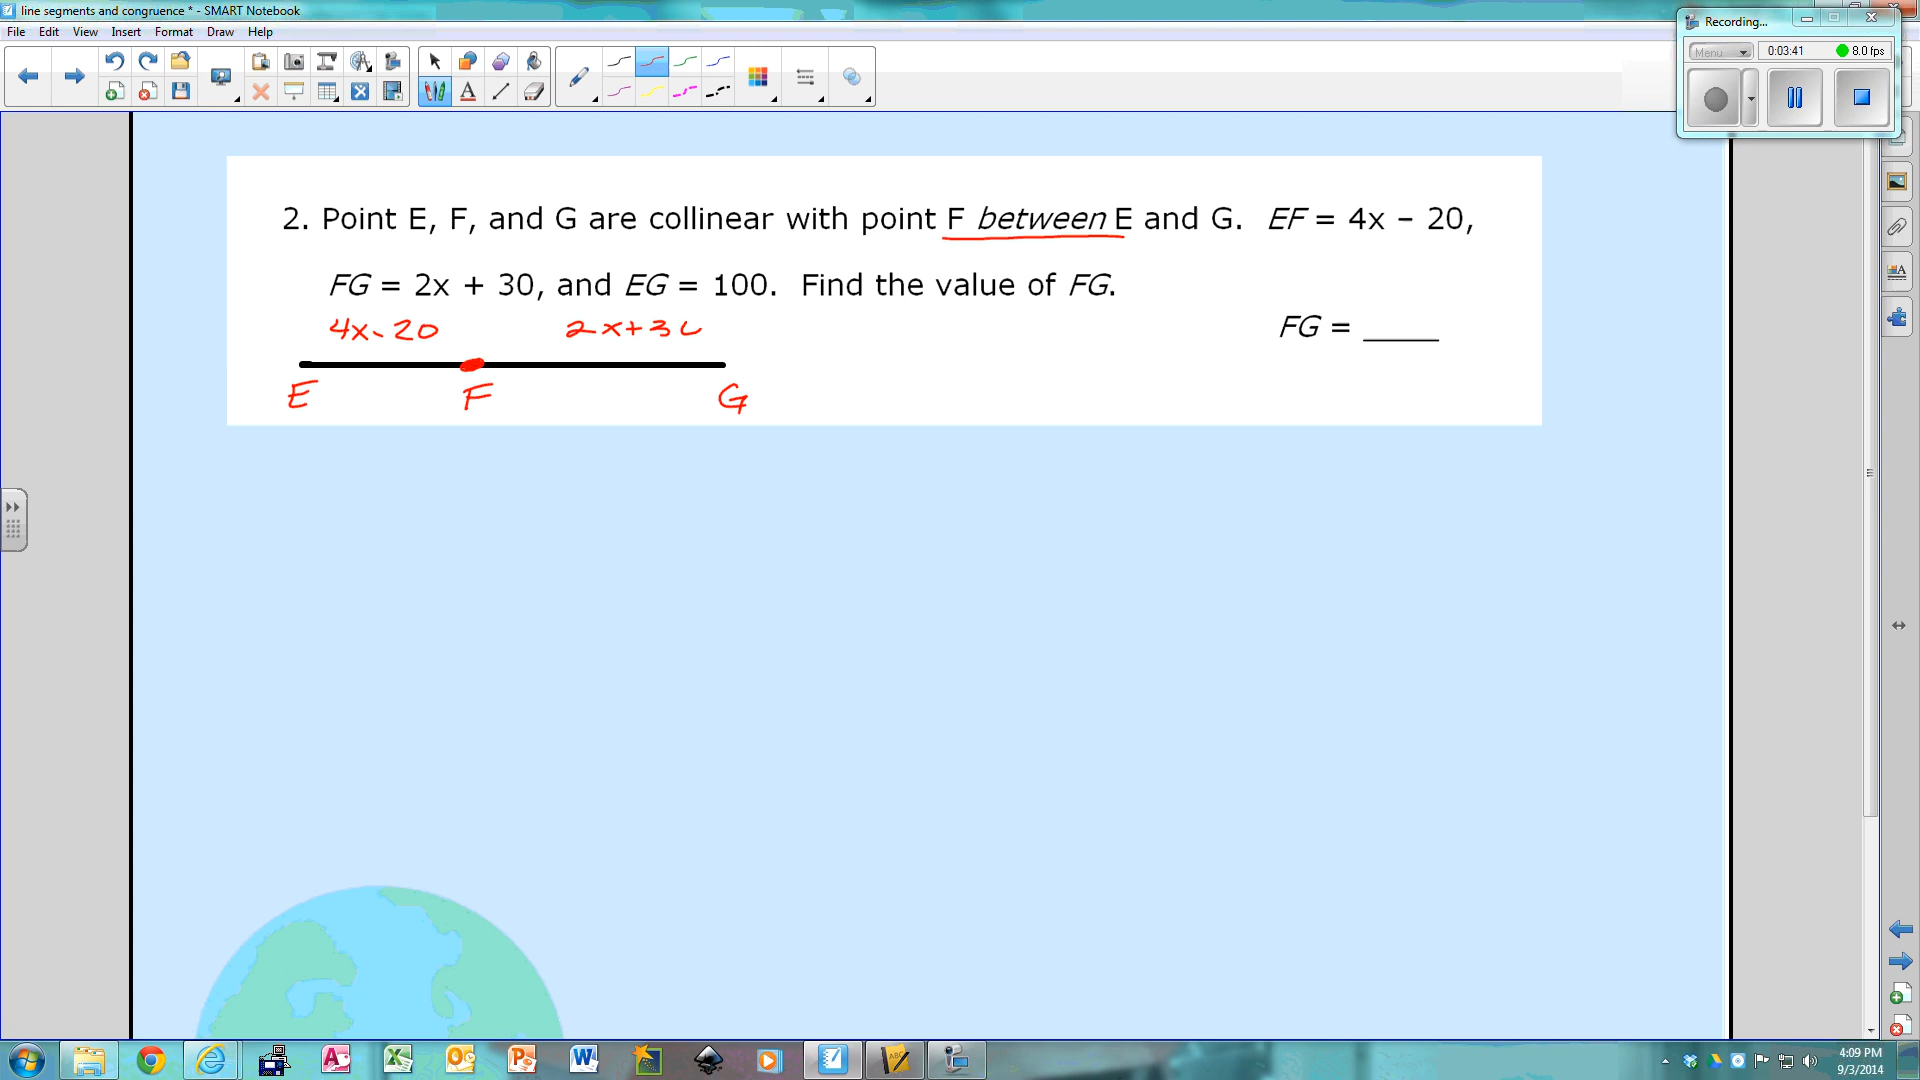 line segments and congruence * - SMART Notebook
File Edit View Insert Format Draw Help
Recording...
Menu 0:03:41 8.0 fps
2. Point E, F, and G are collinear with point F between E and G. EF = 4x – 20,
FG = 2x + 30, and EG = 100. Find the value of FG.
4x-20 2x+30
FG = _____
E F G
4:09 PM
9/3/2014